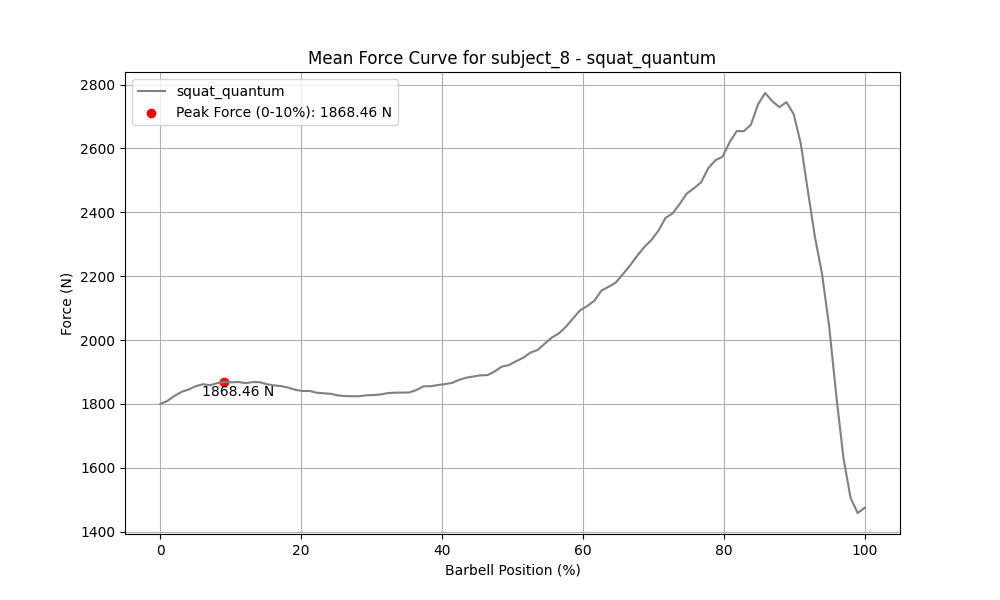 Mean Force Curve for subject_8 - squat_quantum
squat_quantum
Peak Force (0-10%): 1868.46 N
2800
2600
2400
2200
2000
1800
1600
1400
Force (N)
1868.46 N
0 20 40 60 80 100
Barbell Position (%)